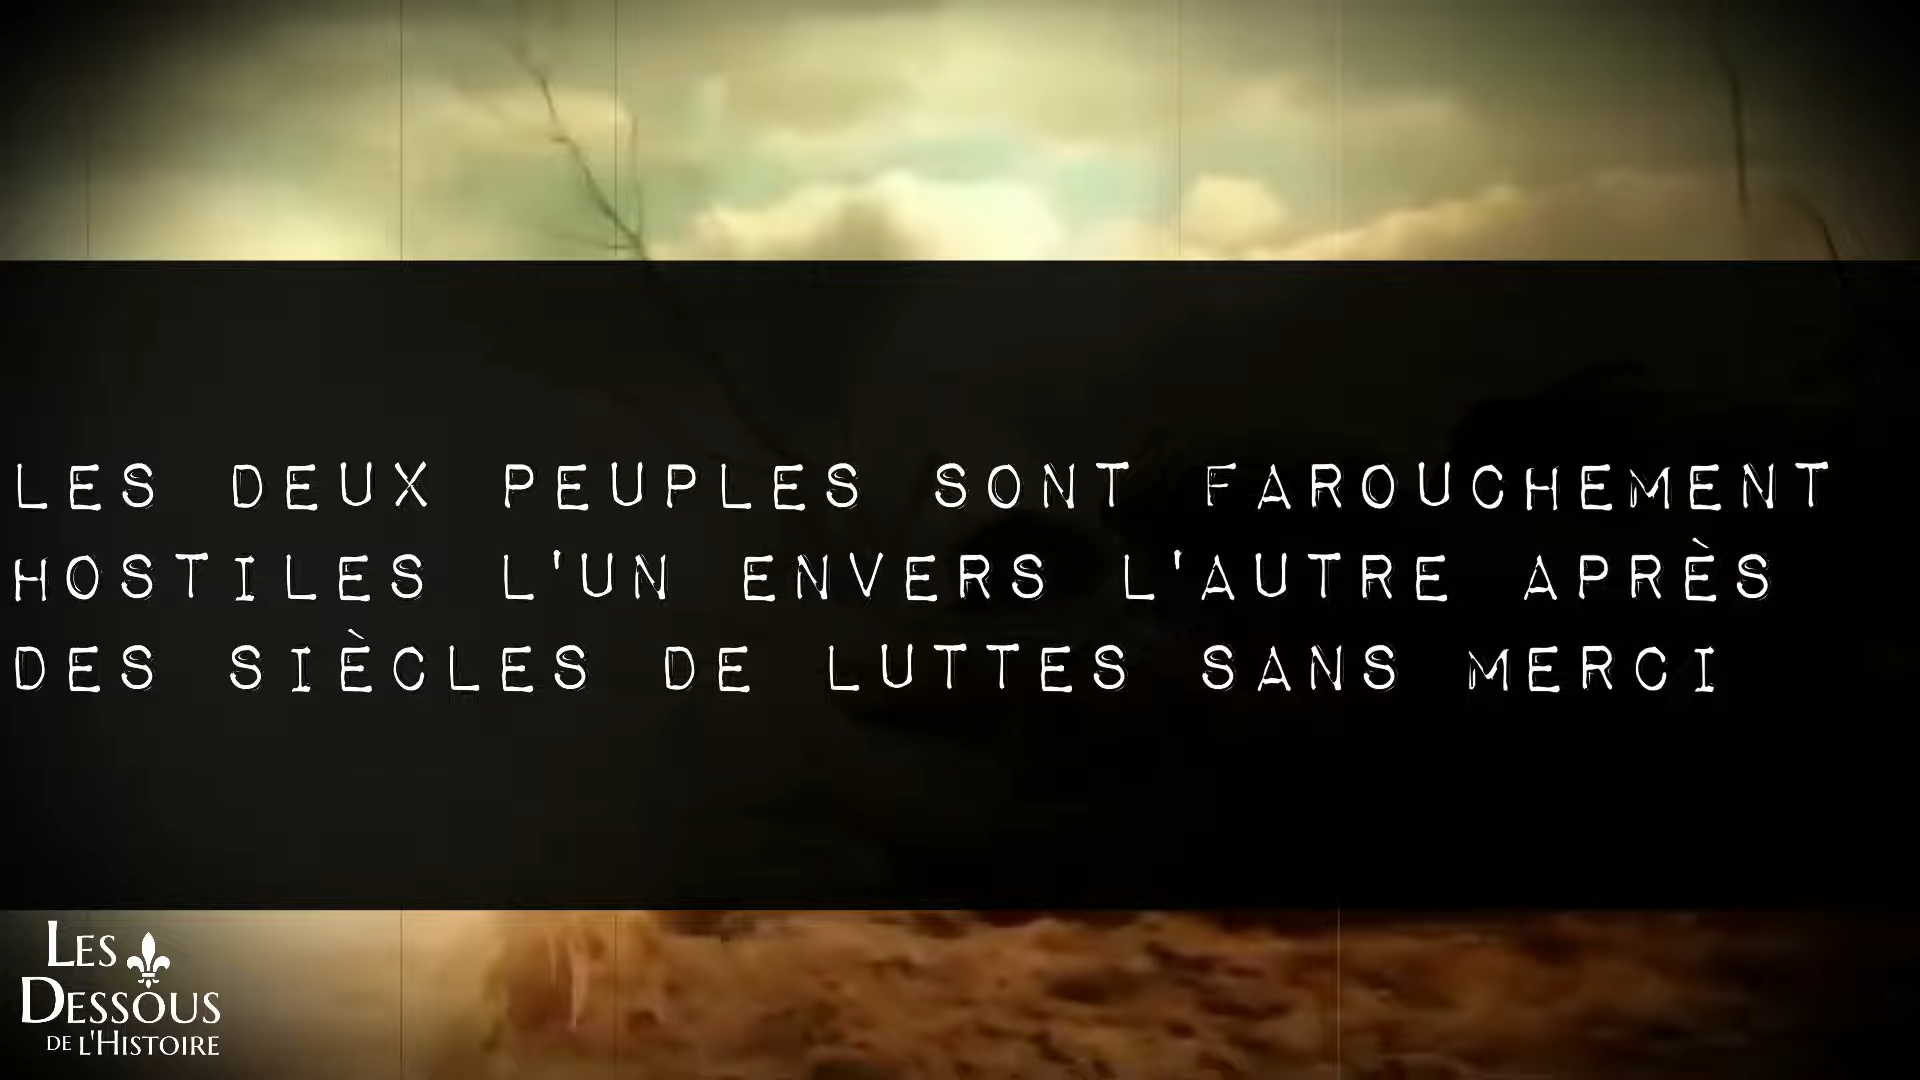 LES DEUX PEUPLES SONT FAROUCHEMENT
HOSTILES L'UN ENVERS L'AUTRE APRÈS
DES SIÈCLES DE LUTTES SANS MERCI
LES
DESSOUS
DE L'HISTOIRE